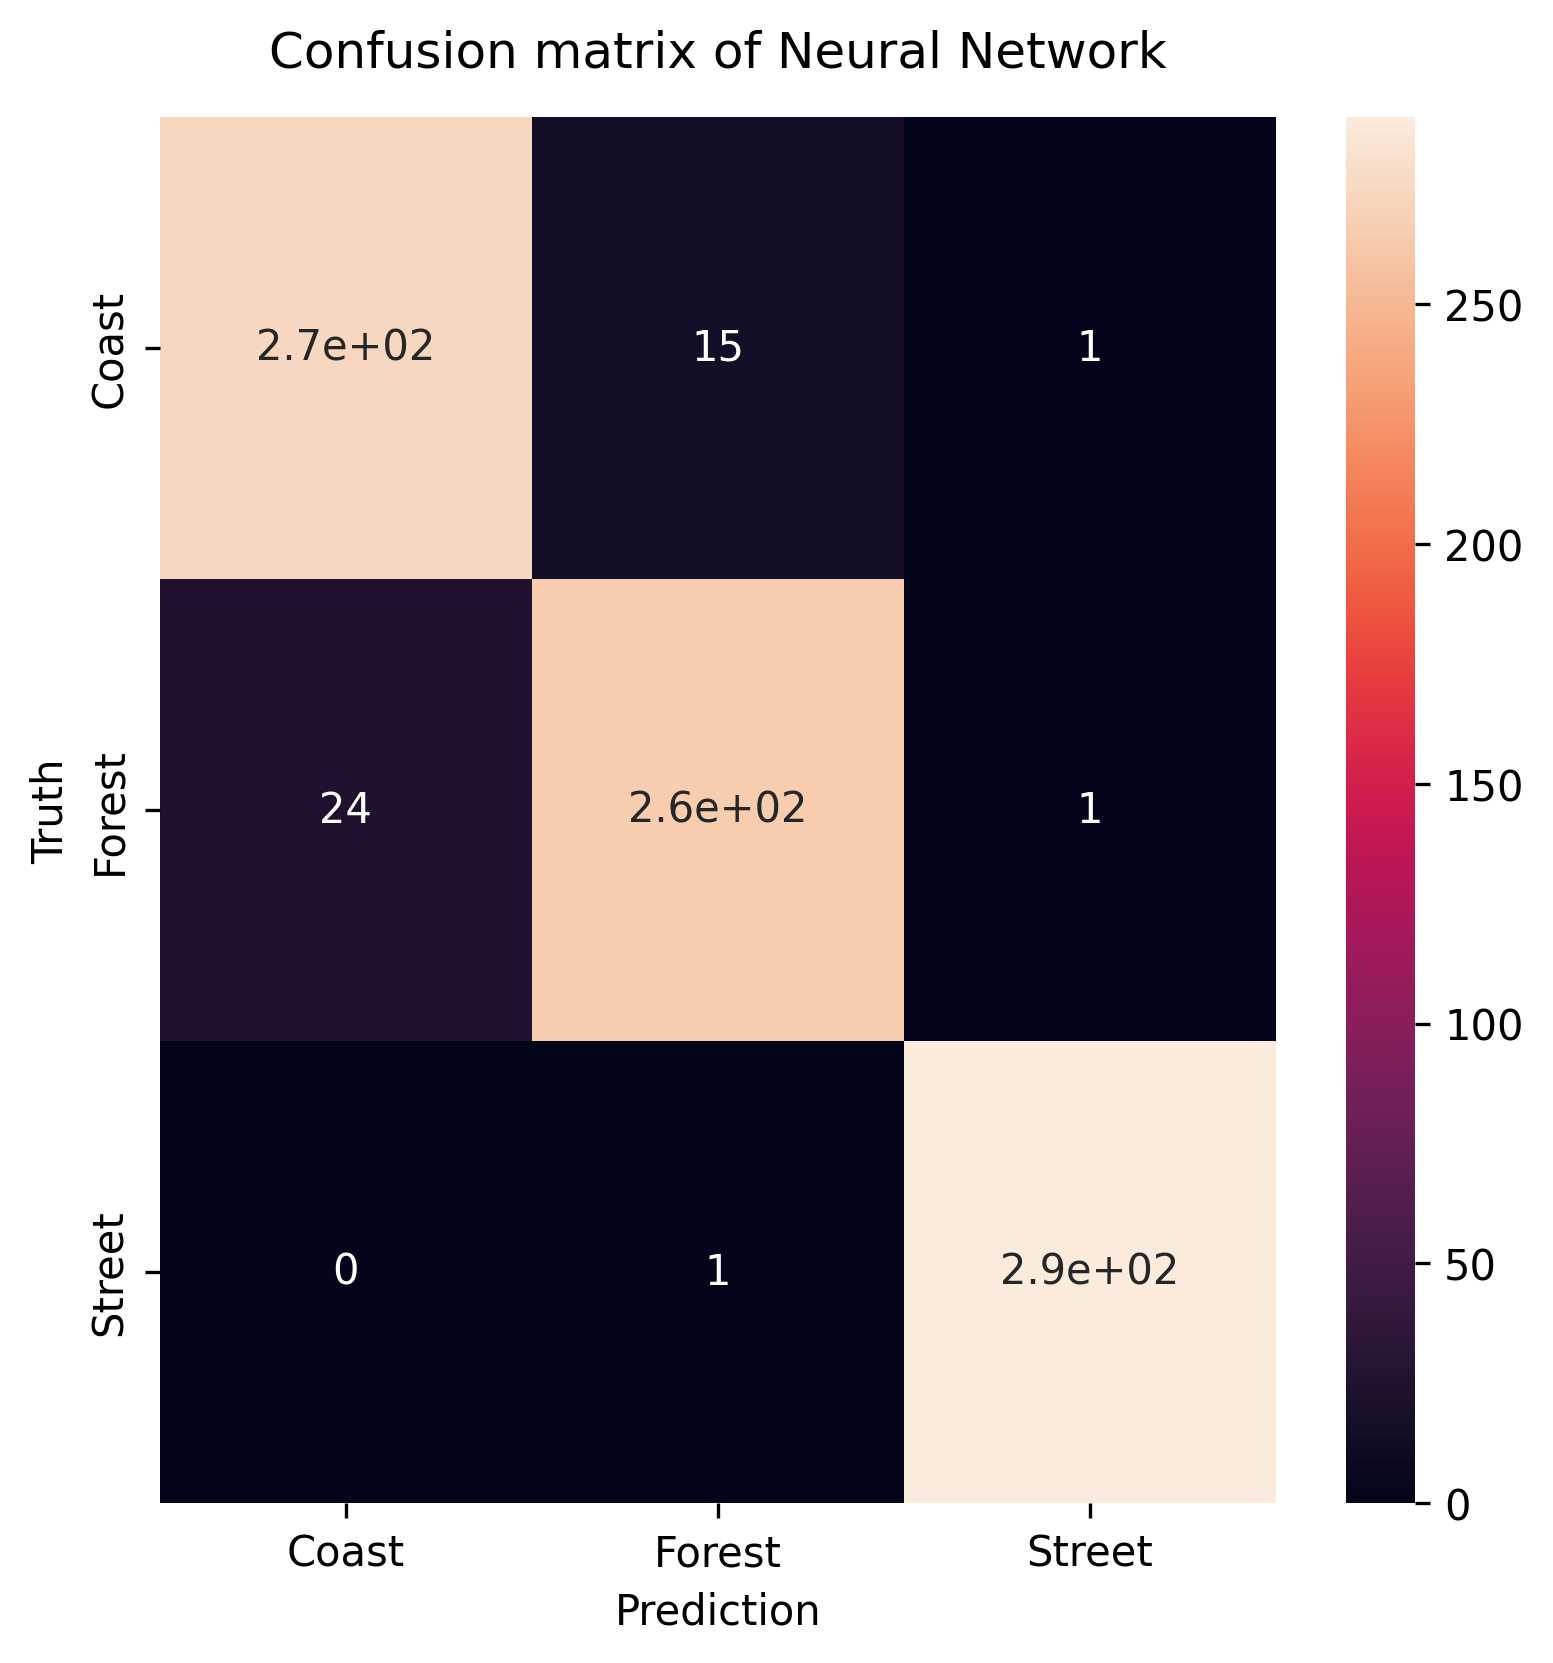 Confusion matrix of Neural Network
Coast
2.7e+02 15 1
250
200
Truth
Forest
24 2.6e+02 1
150
100
Street
0 1 2.9e+02
50
0
Coast Forest Street
Prediction